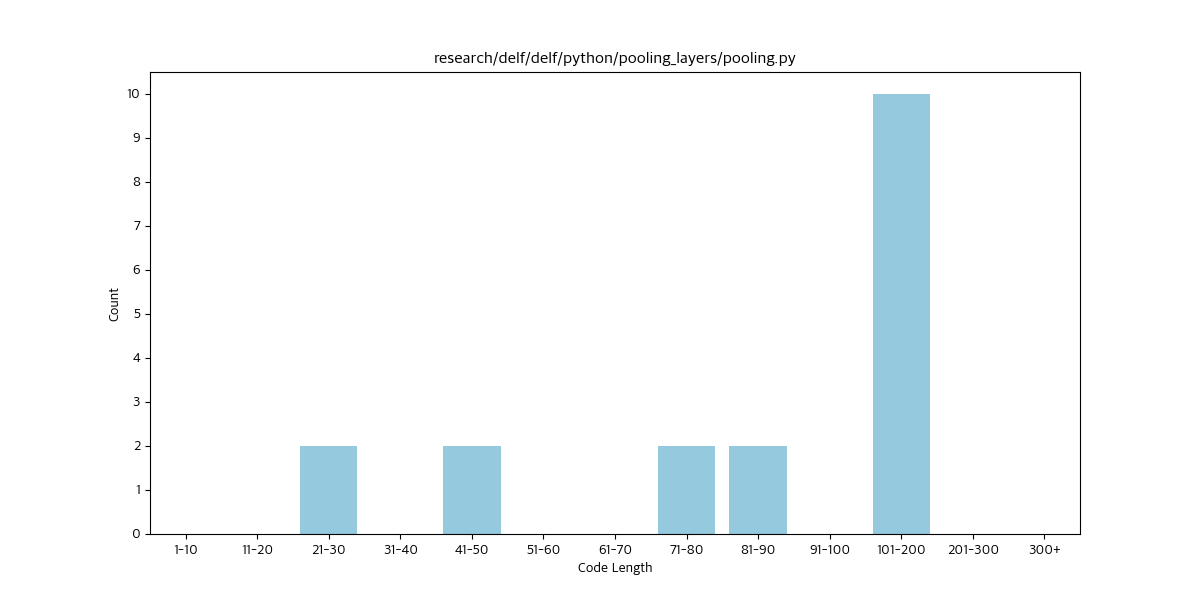 research/delf/delf/python/pooling_layers/pooling.py
10
9
8
7
6
5
4
3
2
1
0
Count
1-10 11-20 21-30 31-40 41-50 51-60 61-70 71-80 81-90 91-100 101-200 201-300 300+
Code Length